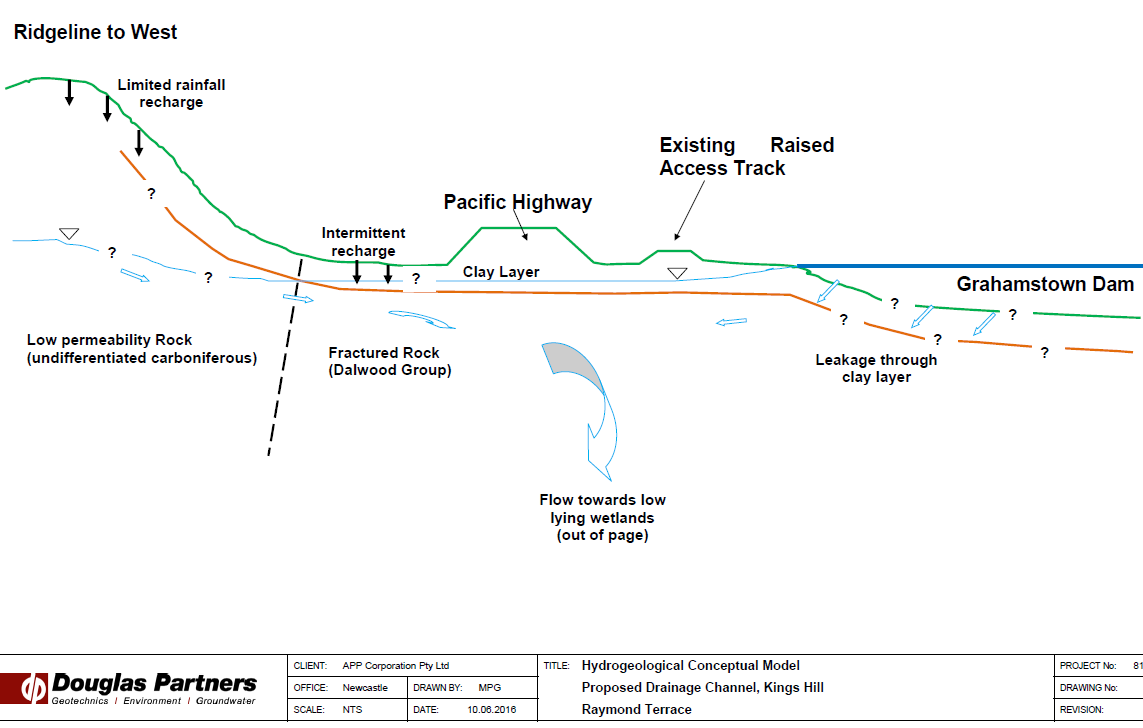 Ridgeline to West
Limited rainfall
recharge
?
Existing Raised
Access Track
Pacific Highway
Intermittent
recharge
?
?
?
Clay Layer
Grahamstown Dam
?
?
?
?
?
Low permeability Rock
(undifferentiated carboniferous)
Fractured Rock
(Dalwood Group)
Leakage through
clay layer
Flow towards low
lying wetlands
(out of page)
Douglas Partners
Geotechnics I Environment I Groundwater
CLIENT: APP Corporation Pty Ltd
OFFICE: Newcastle
DRAWN BY: MPG
SCALE: NTS
DATE: 10.06.2016
TITLE: Hydrogeological Conceptual Model
Proposed Drainage Channel, Kings Hill
Raymond Terrace
PROJECT No: 81
DRAWING No:
REVISION: